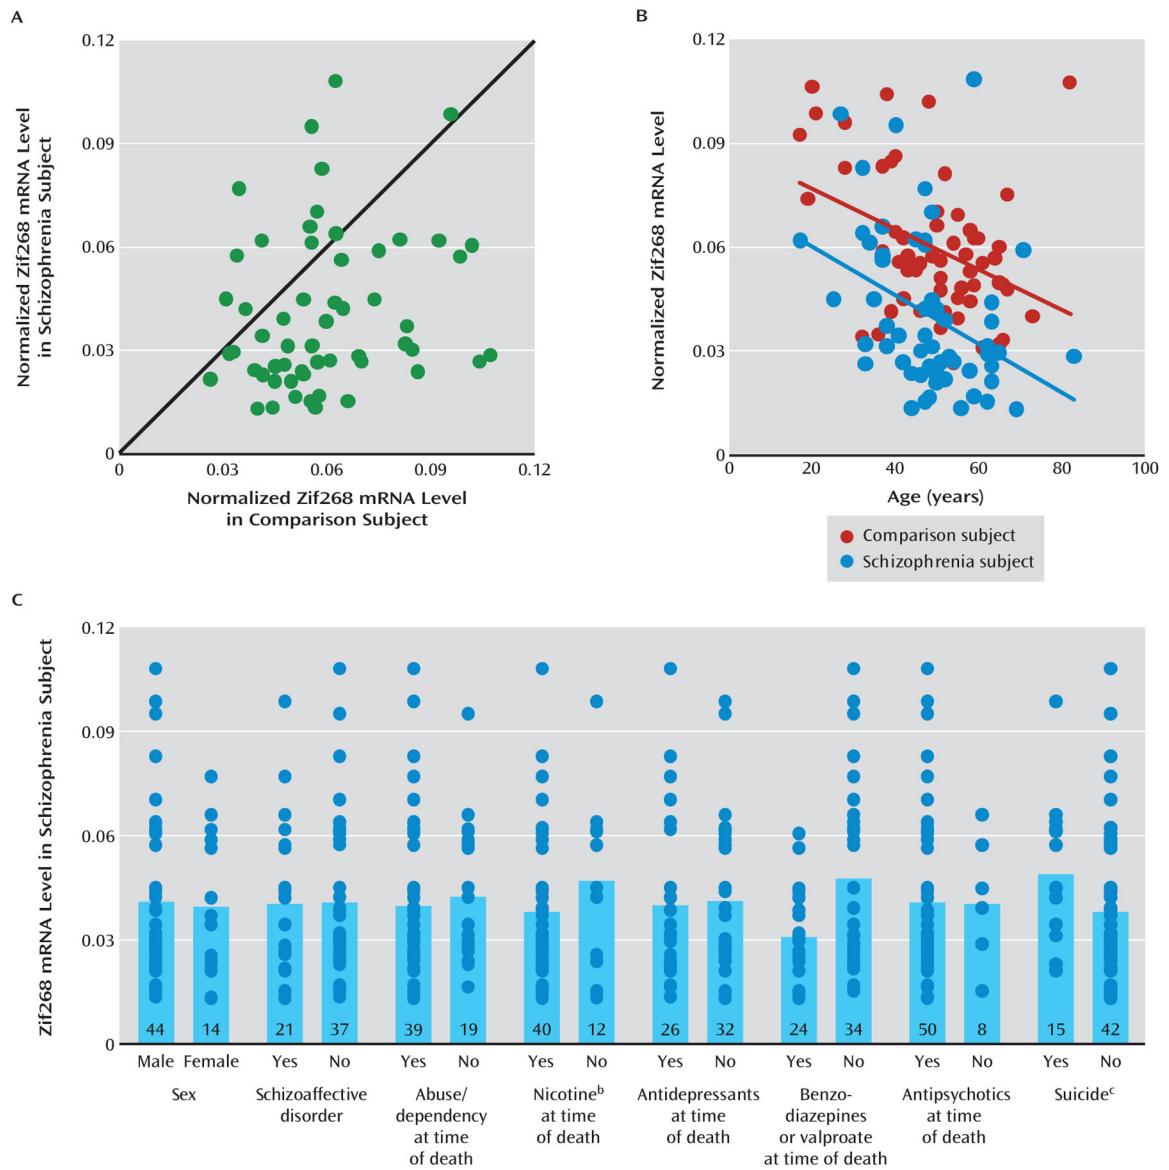 A
B
0.12
0.09
0.06
0.03
0
0
0.03
0.06
0.09
0.12
Normalized Zif268 mRNA Level
in Schizophrenia Subject
Normalized Zif268 mRNA Level
in Comparison Subject
0.12
0.09
0.06
0.03
0
0
20
40
60
80
100
Normalized Zif268 mRNA Level
Age (years)
Comparison subject
Schizophrenia subject
C
Zif268 mRNA Level in Schizophrenia Subject
0.12
0.09
0.06
0.03
0
44 14 21 37 39 19 40 12 26 32 24 34 50 8 15 42
Male Female Yes No Yes No Yes No Yes No Yes No Yes No Yes No
Sex
Schizoaffective
disorder
Abuse/
dependency
at time
of death
Nicotineᵇ
at time
of death
Antidepressants
at time
of death
Benzo-
diazepines
or valproate
at time of death
Antipsychotics
at time
of death
Suicideᶜ